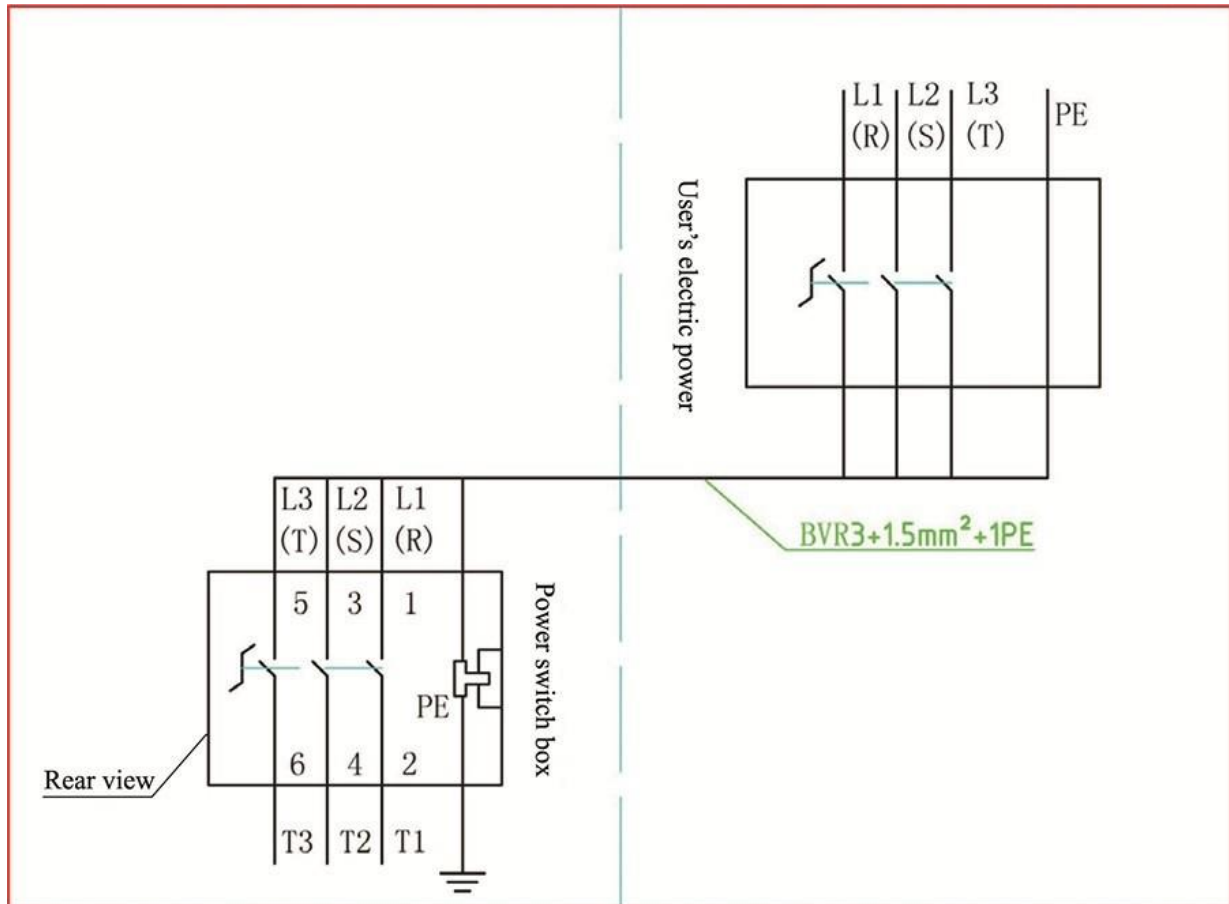 L1 L2 L3 PE
(R) (S) (T)
User's electric power
BVR3+1.5mm²+1PE
L3 L2 L1
(T) (S) (R)
5 3 1
PE
6 4 2
Power switch box
Rear view
T3 T2 T1